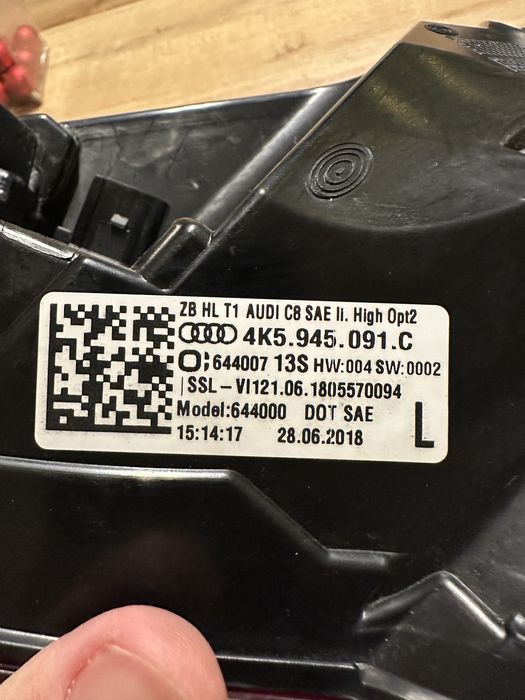 ZB HL T1 AUDI C8 SAE li. High Opt2
4K5.945.091.C
644007 13S HW:004 SW:0002
SSL-VI121.06.1805570094
Model:644000 DOT SAE
15:14:17 28.06.2018 L